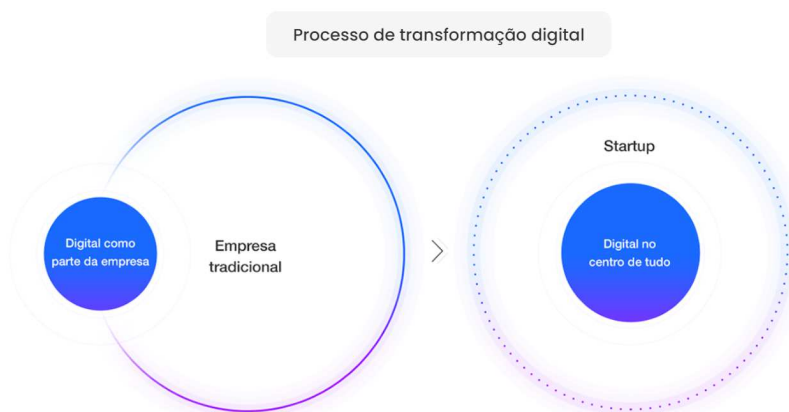 Processo de transformação digital
Startup
Digital como
parte da empresa
Empresa
tradicional
Digital no
centro de tudo